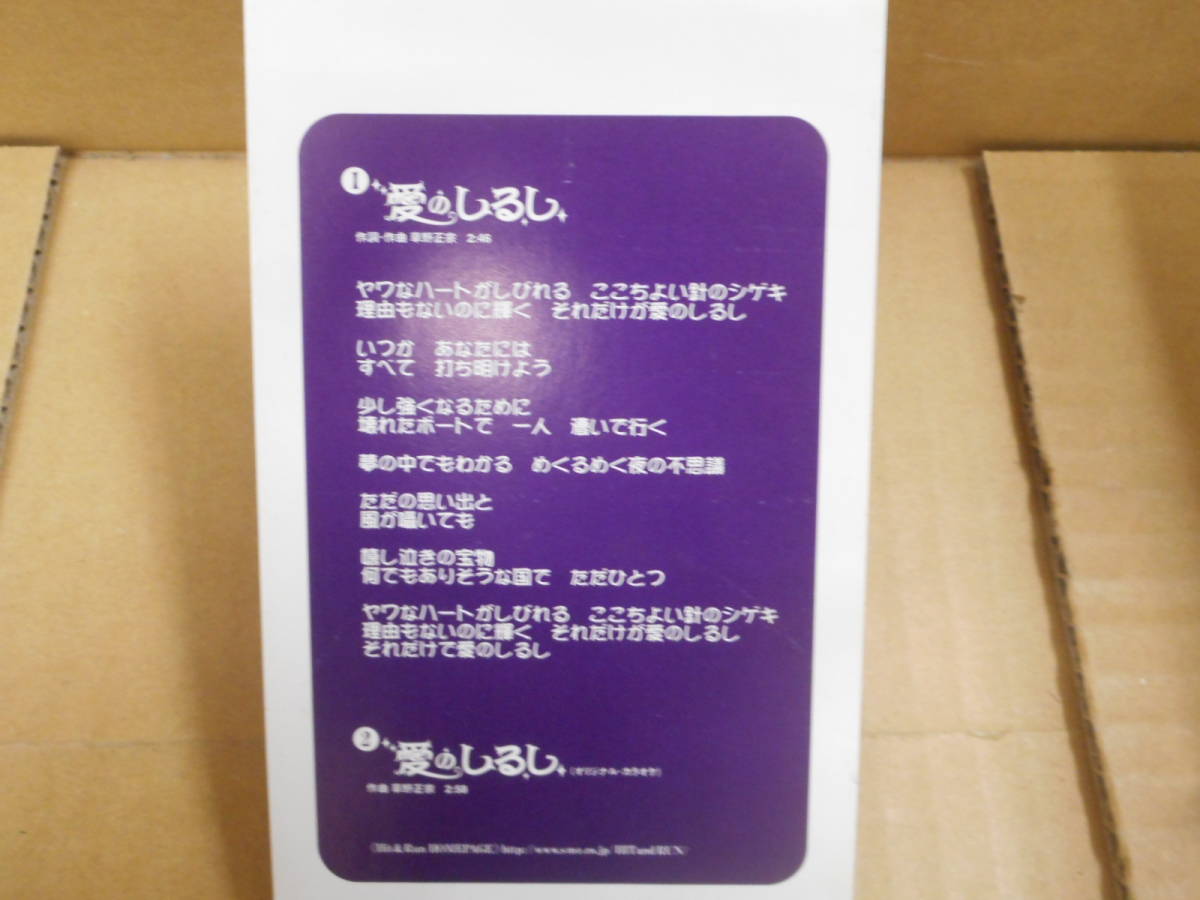 1 愛のしるし
作詞・作曲 草野正宗 2:46
ヤワなハートがしびれる ここちよい針のシゲキ
理由もないのに輝く それだけが愛のしるし
いつか あなたには
すべて 打ち明けよう
少し強くなるために
壊れたボートで 一人 漕いで行く
夢の中でもわかる めくるめく夜の不思議
ただの思い出と
風が囁いても
嬉し泣きの宝物
何でもありそうな国で ただひとつ
ヤワなハートがしびれる ここちよい針のシゲキ
理由もないのに輝く それだけが愛のしるし
それだけで愛のしるし
2 愛のしるし (オリジナル・カラオケ)
作曲 草野正宗 2:58
〈Hit & Run HOMEPAGE〉 http://www.sme.co.jp/HITandRUN/